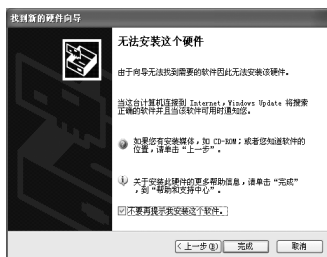 找到新的硬件向导
无法安装这个硬件
由于向导无法找到需要的软件因此无法安装该硬件。
当这台计算机连接到 Internet，Windows Update 将搜索
正确的软件并且当该软件可用时通知您。
如果您有安装媒体，如 CD-ROM；或者您知道软件的
位置，请单击“上一步”。
关于安装此硬件的更多帮助信息，请单击“完成”
，到“帮助和支持中心”。
不要再提示我安装这个软件。
< 上一步(B)
完成
取消